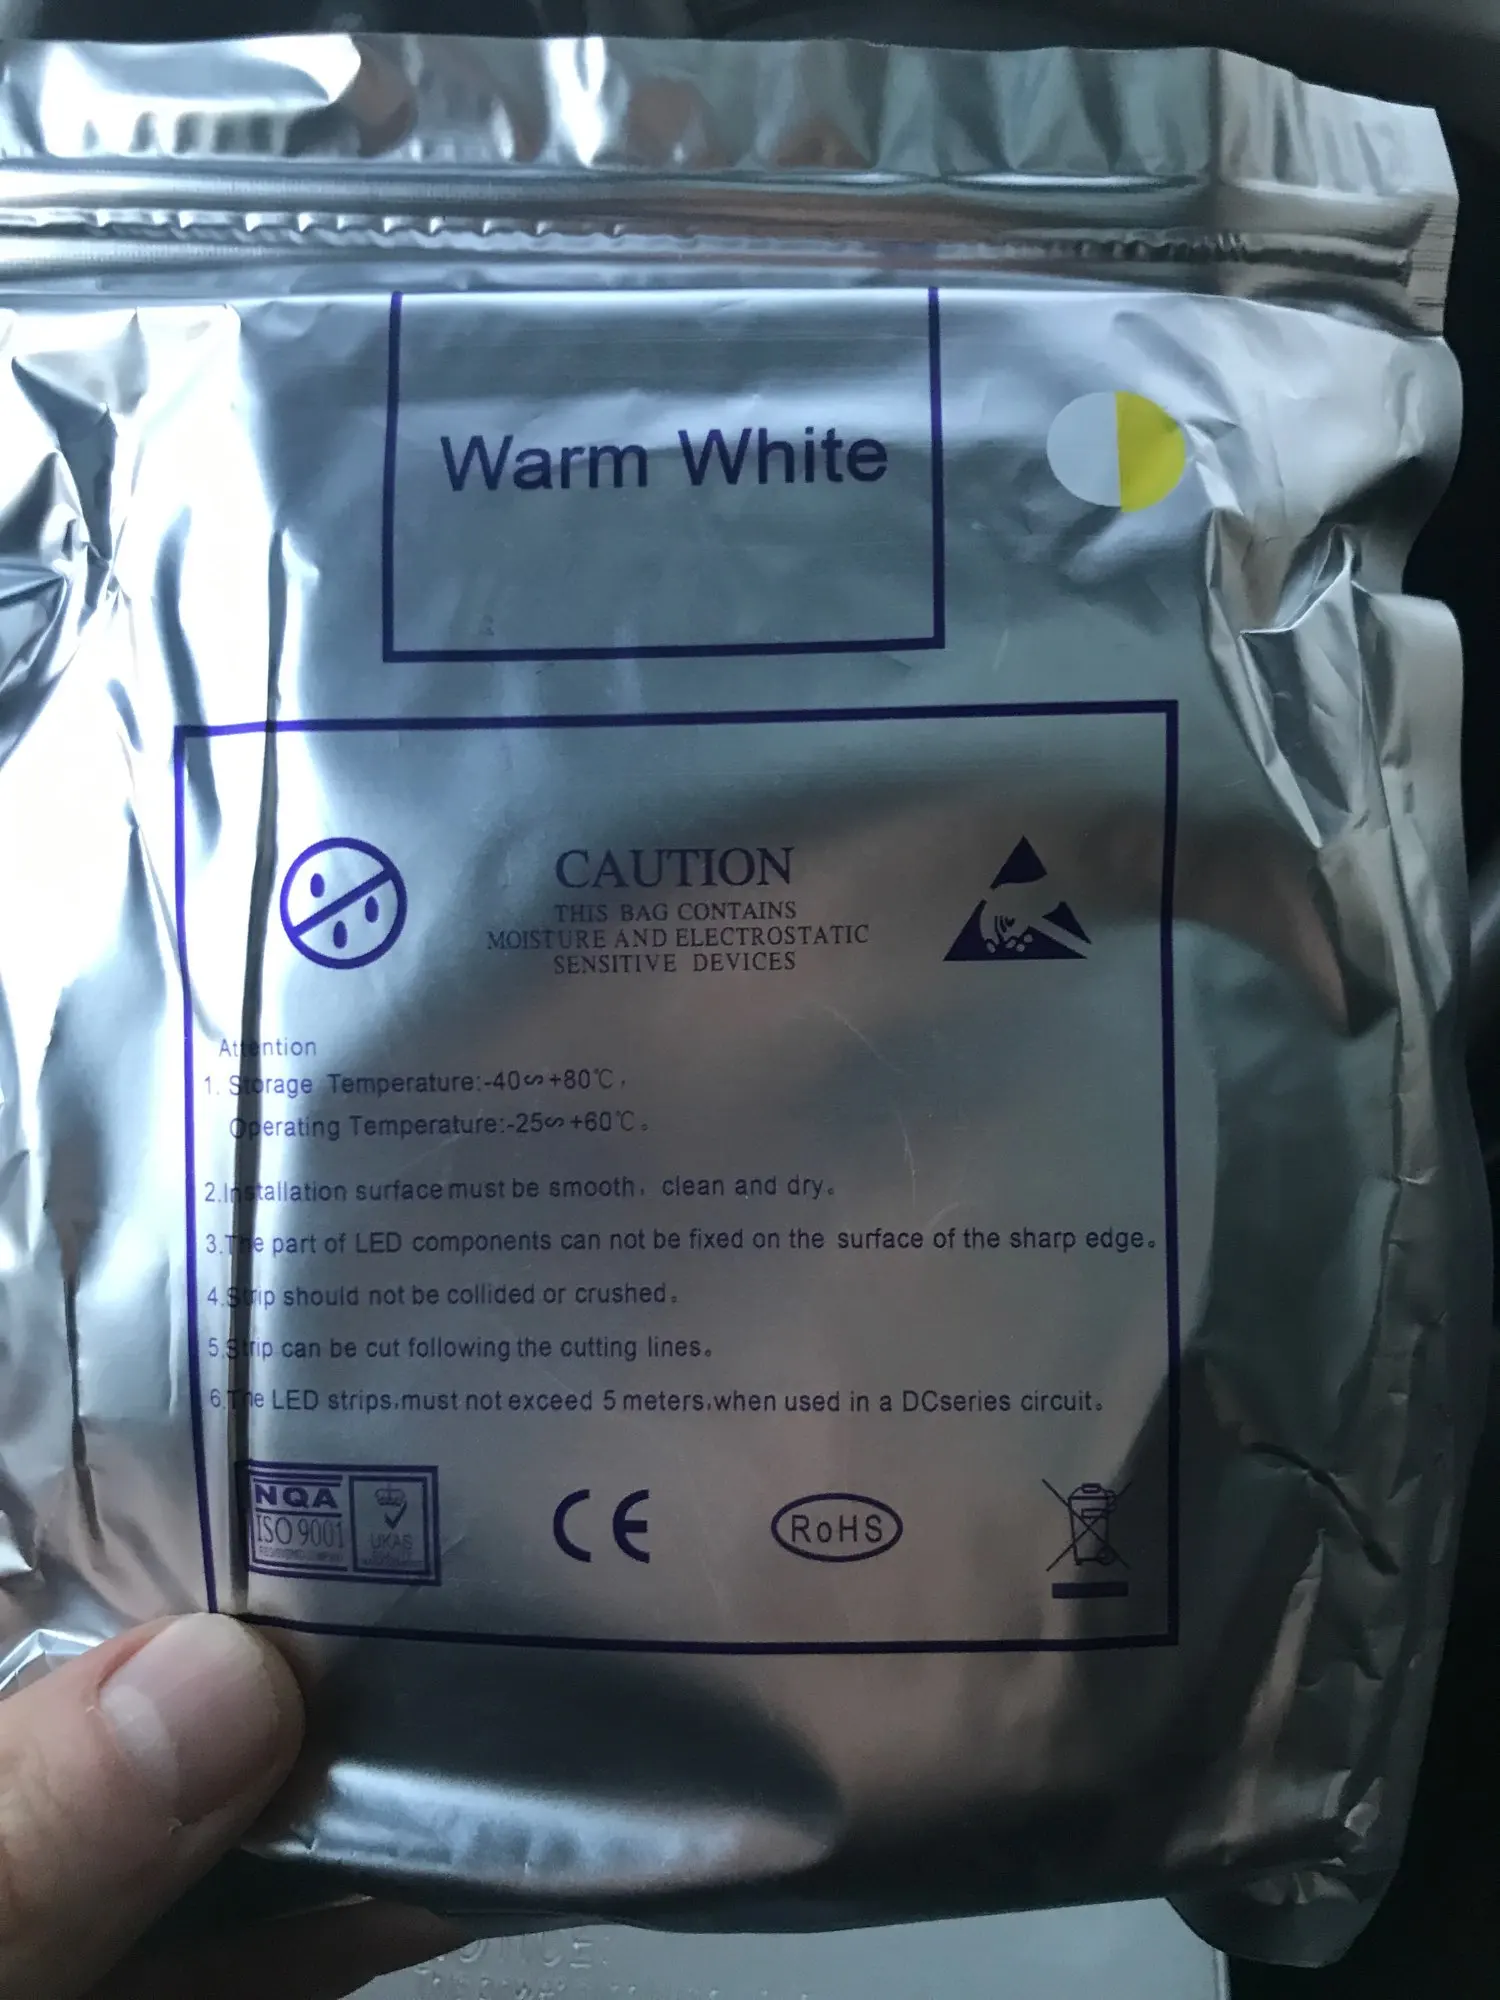 Warm White
CAUTION
THIS BAG CONTAINS
MOISTURE AND ELECTROSTATIC
SENSITIVE DEVICES
Attention
1. Storage Temperature:-40∽+80℃,
Operating Temperature:-25∽+60℃。
2.Installation surface must be smooth, clean and dry。
3.The part of LED components can not be fixed on the surface of the sharp edge。
4.Strip should not be collided or crushed。
5.Strip can be cut following the cutting lines。
6.The LED strips,must not exceed 5 meters,when used in a DCseries circuit。
NQA
ISO 9001
UKAS
CE
RoHS